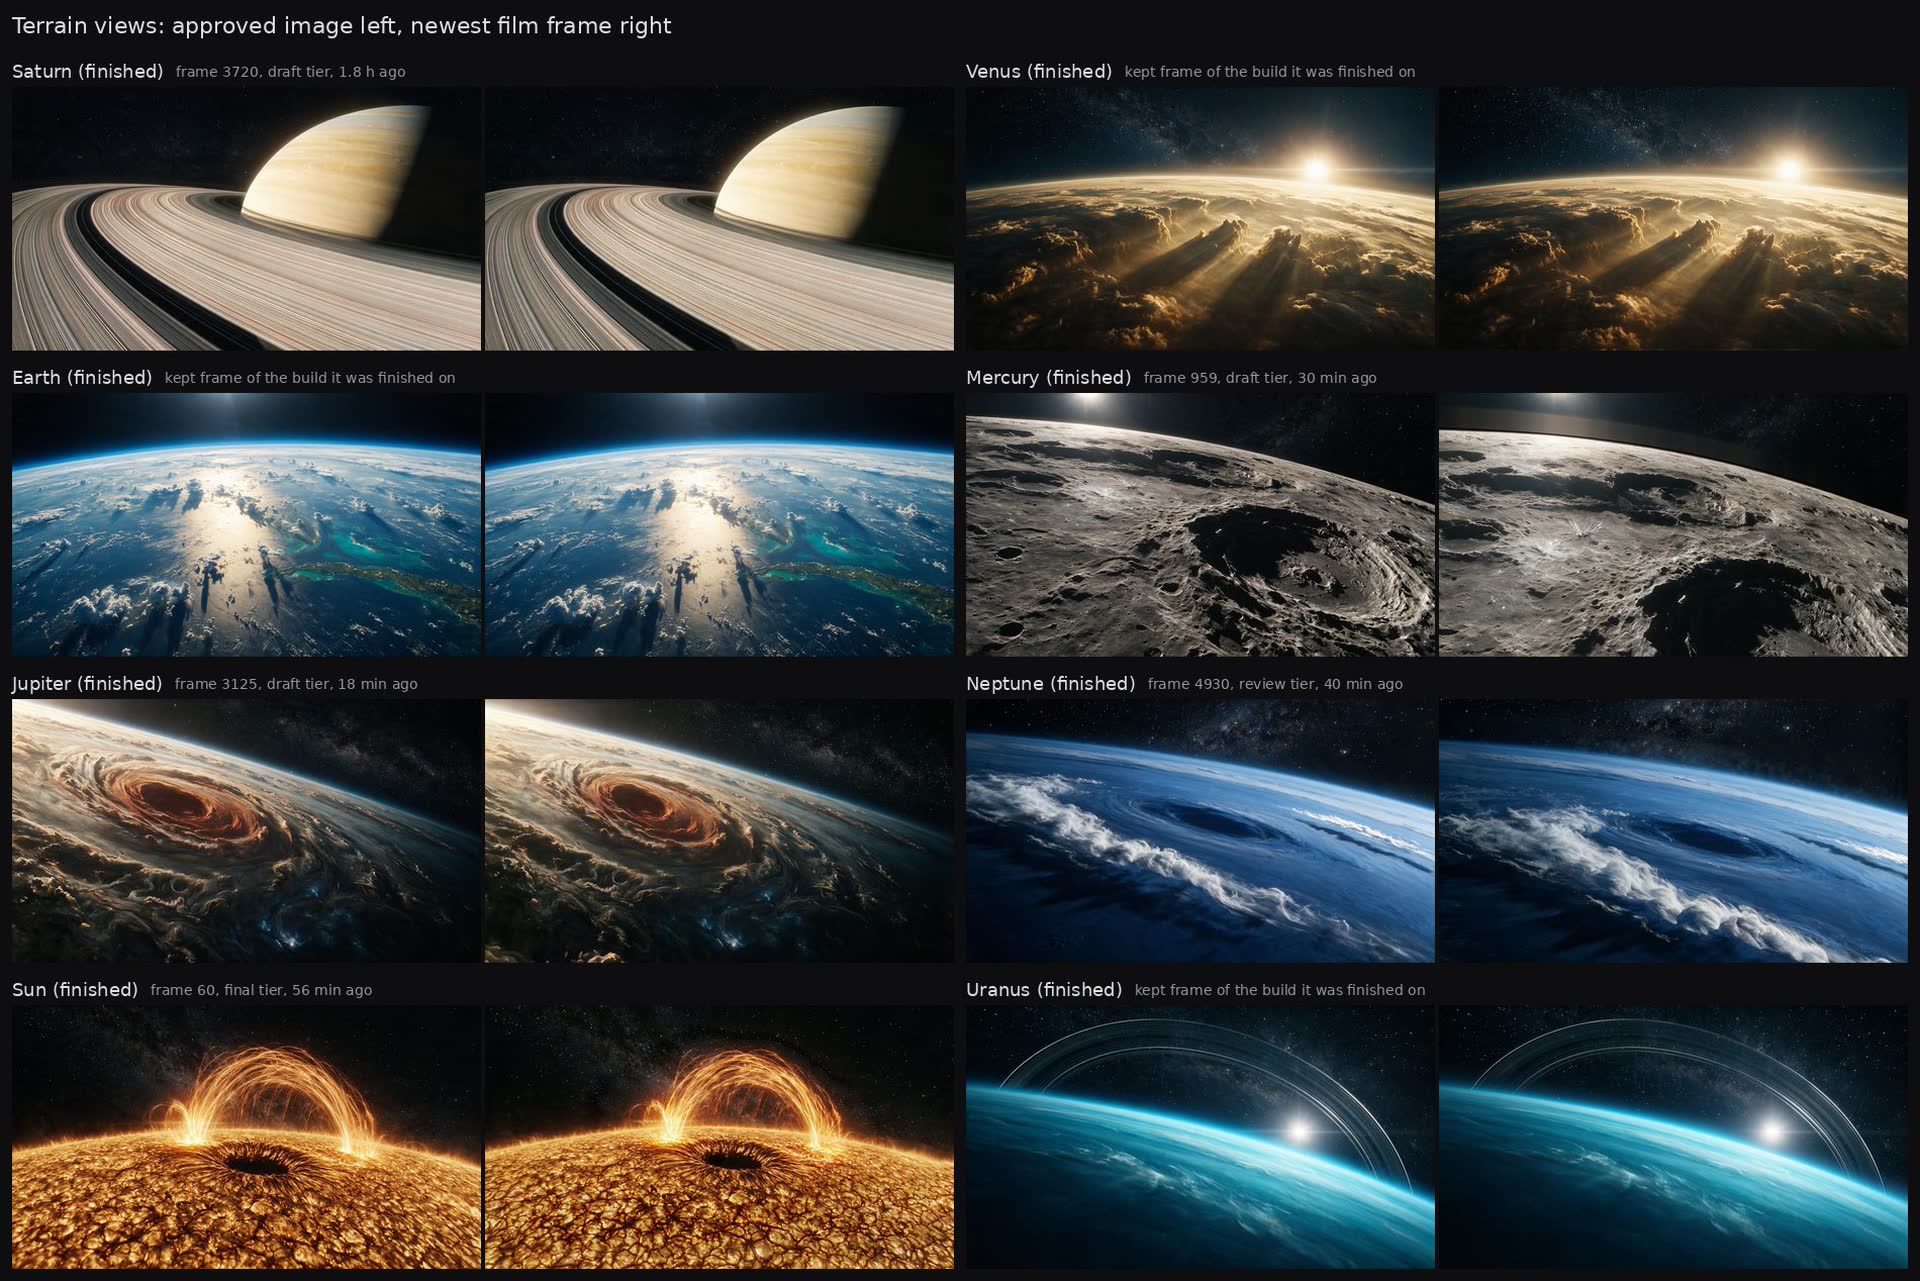 Terrain views: approved image left, newest film frame right
Saturn (finished) frame 3720, draft tier, 1.8 h ago
Venus (finished) kept frame of the build it was finished on
Earth (finished) kept frame of the build it was finished on
Mercury (finished) frame 959, draft tier, 30 min ago
Jupiter (finished) frame 3125, draft tier, 18 min ago
Neptune (finished) frame 4930, review tier, 40 min ago
Sun (finished) frame 60, final tier, 56 min ago
Uranus (finished) kept frame of the build it was finished on